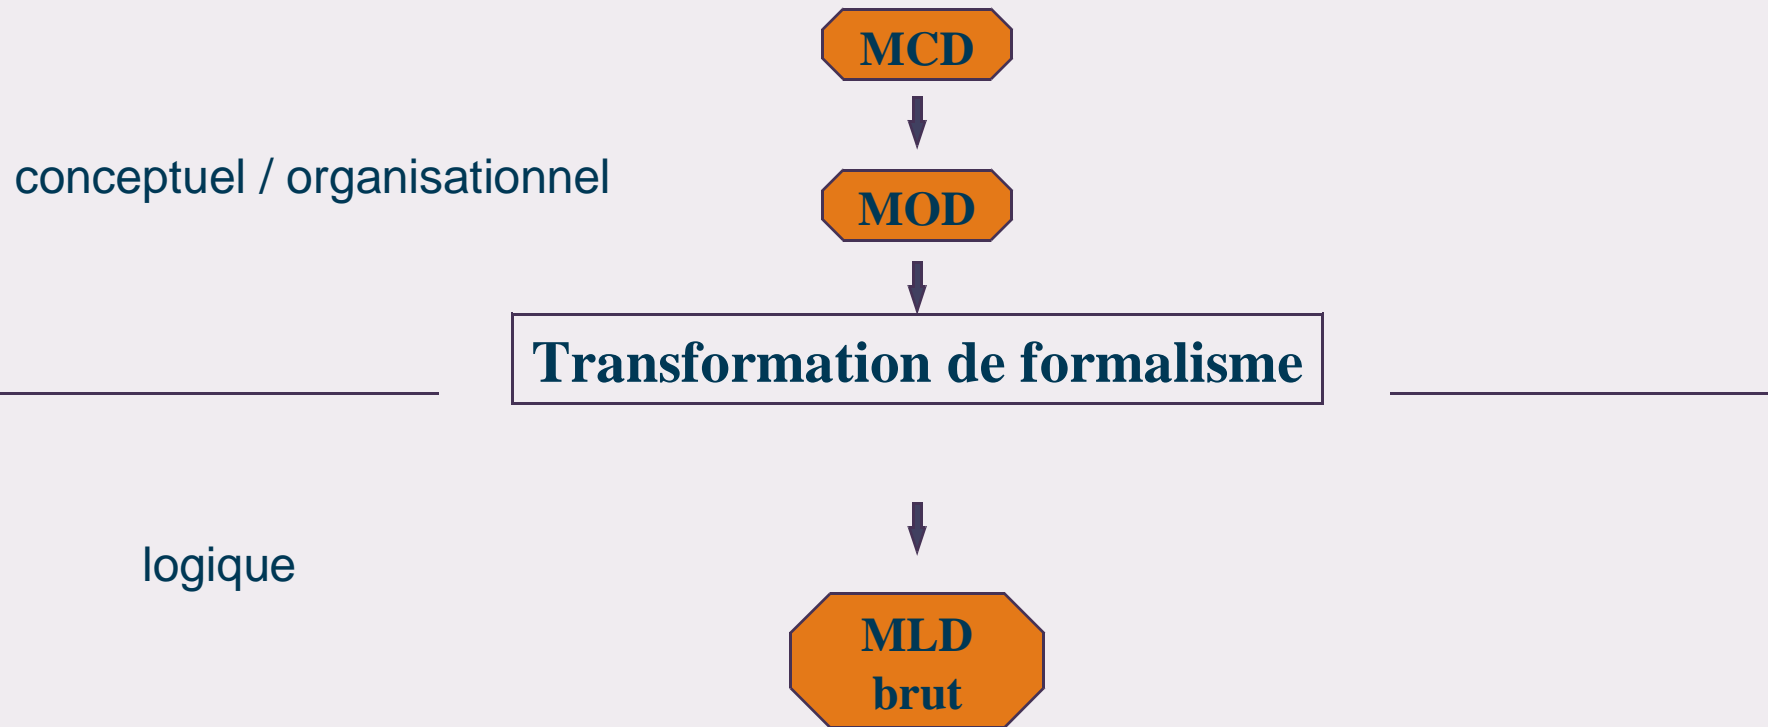 MCD
conceptuel / organisationnel
MOD
Transformation de formalisme
logique
MLD
brut